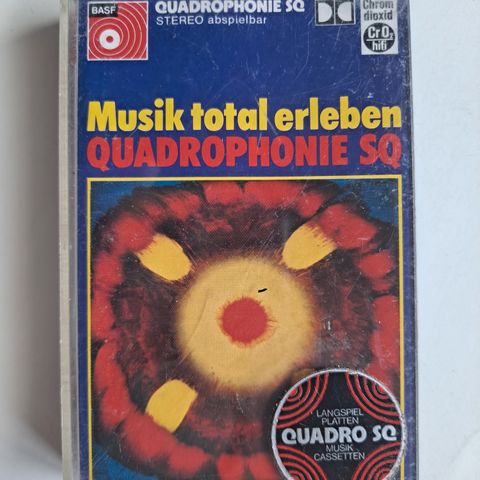 BASF
QUADROPHONIE SQ
STEREO abspielbar
Chrom
dioxid
CrO₂
hifi
Musik total erleben
QUADROPHONIE SQ
LANGSPIEL
PLATTEN
QUADRO SQ
MUSIK
CASSETTEN